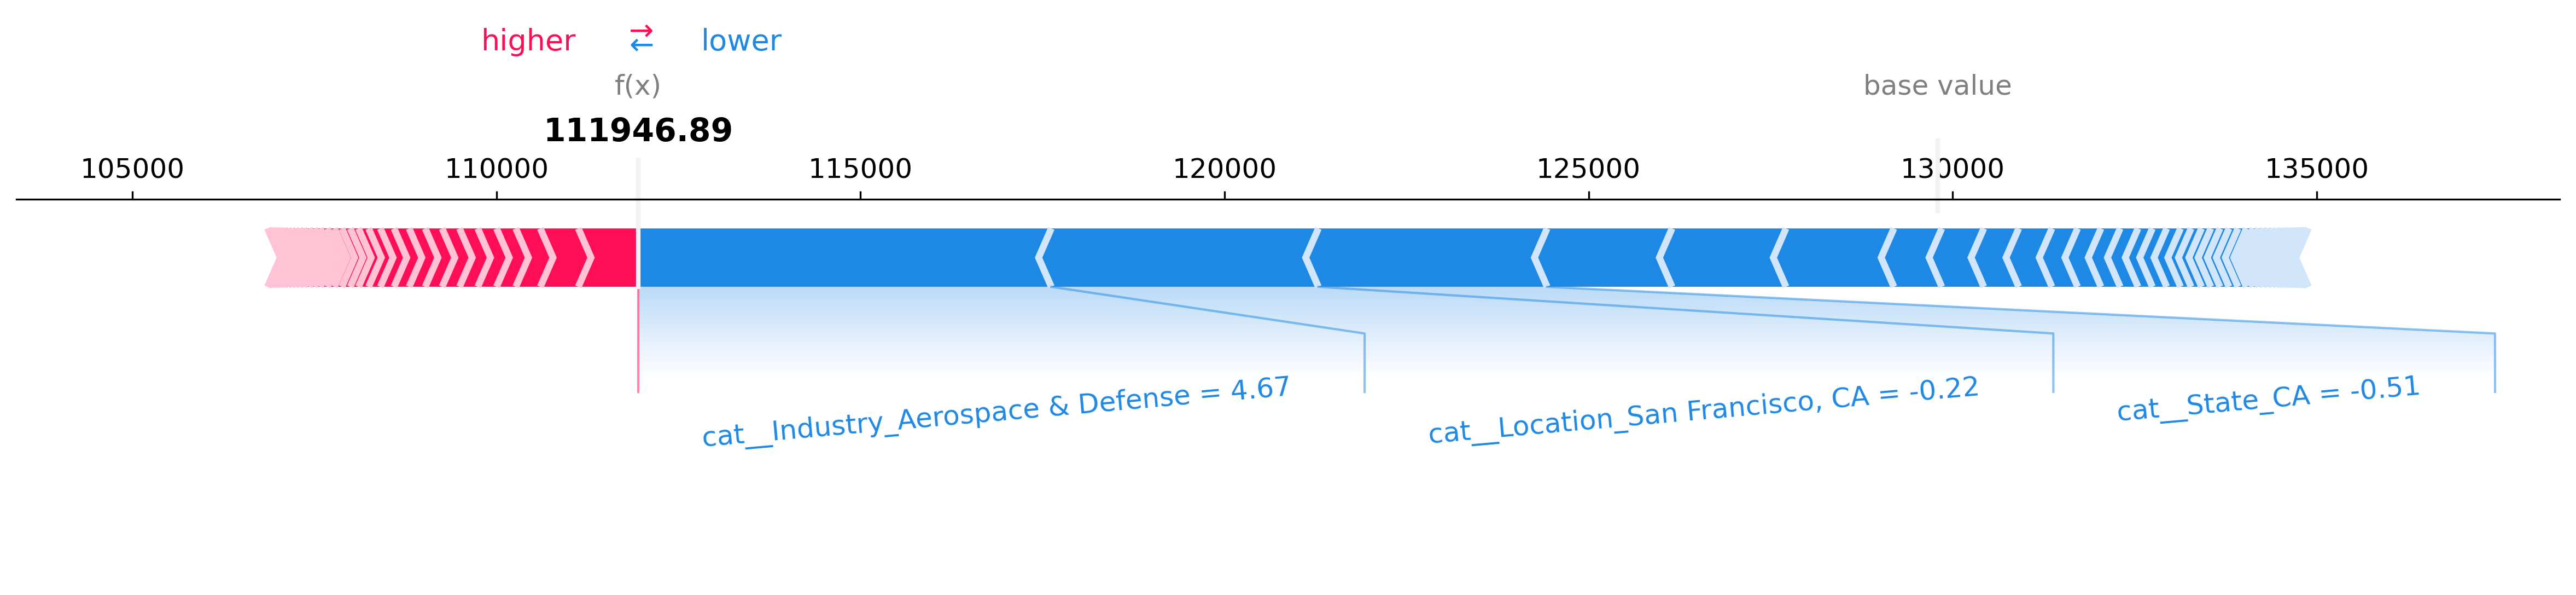 higher ⇄ lower
f(x)
base value
111946.89
105000 110000 115000 120000 125000 130000 135000
cat__Industry_Aerospace & Defense = 4.67
cat__Location_San Francisco, CA = -0.22
cat__State_CA = -0.51